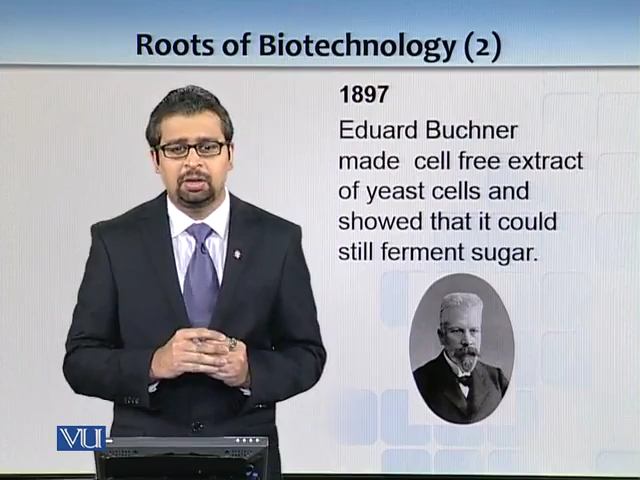 Roots of Biotechnology (2)
1897
Eduard Buchner
made cell free extract
of yeast cells and
showed that it could
still ferment sugar.
VU